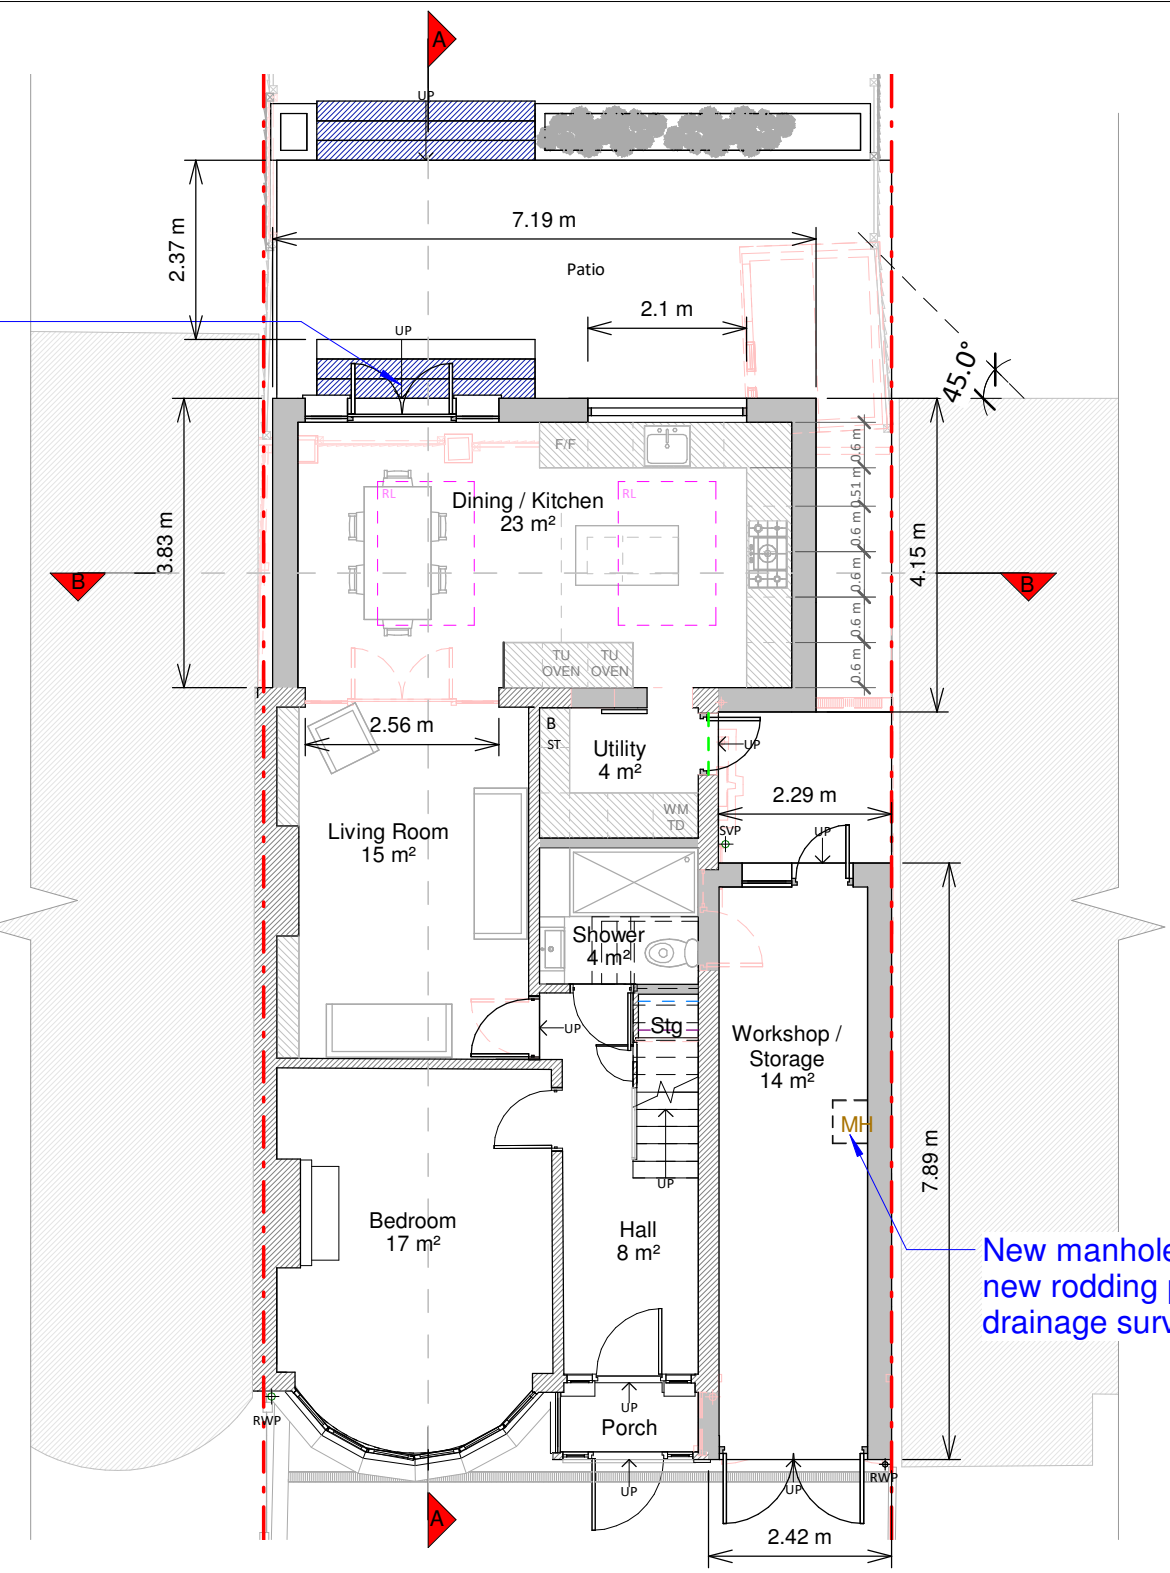 A
UP
7.19 m
2.37 m
Patio
2.1 m
UP
45.0°
F/F
0.6 m
RL
RL
Dining / Kitchen
23 m²
0.51 m
3.83 m
0.6 m
4.15 m
B
B
0.6 m
0.6 m
TU
OVEN
TU
OVEN
0.6 m
2.56 m
B
ST
Utility
4 m²
UP
WM
TD
2.29 m
Living Room
15 m²
SVP
UP
Shower
4 m²
Stg
UP
Workshop /
Storage
14 m²
MH
7.89 m
UP
Bedroom
17 m²
Hall
8 m²
New manhole
new rodding p
drainage surv
UP
RWP
Porch
RWP
UP
UP
A
2.42 m